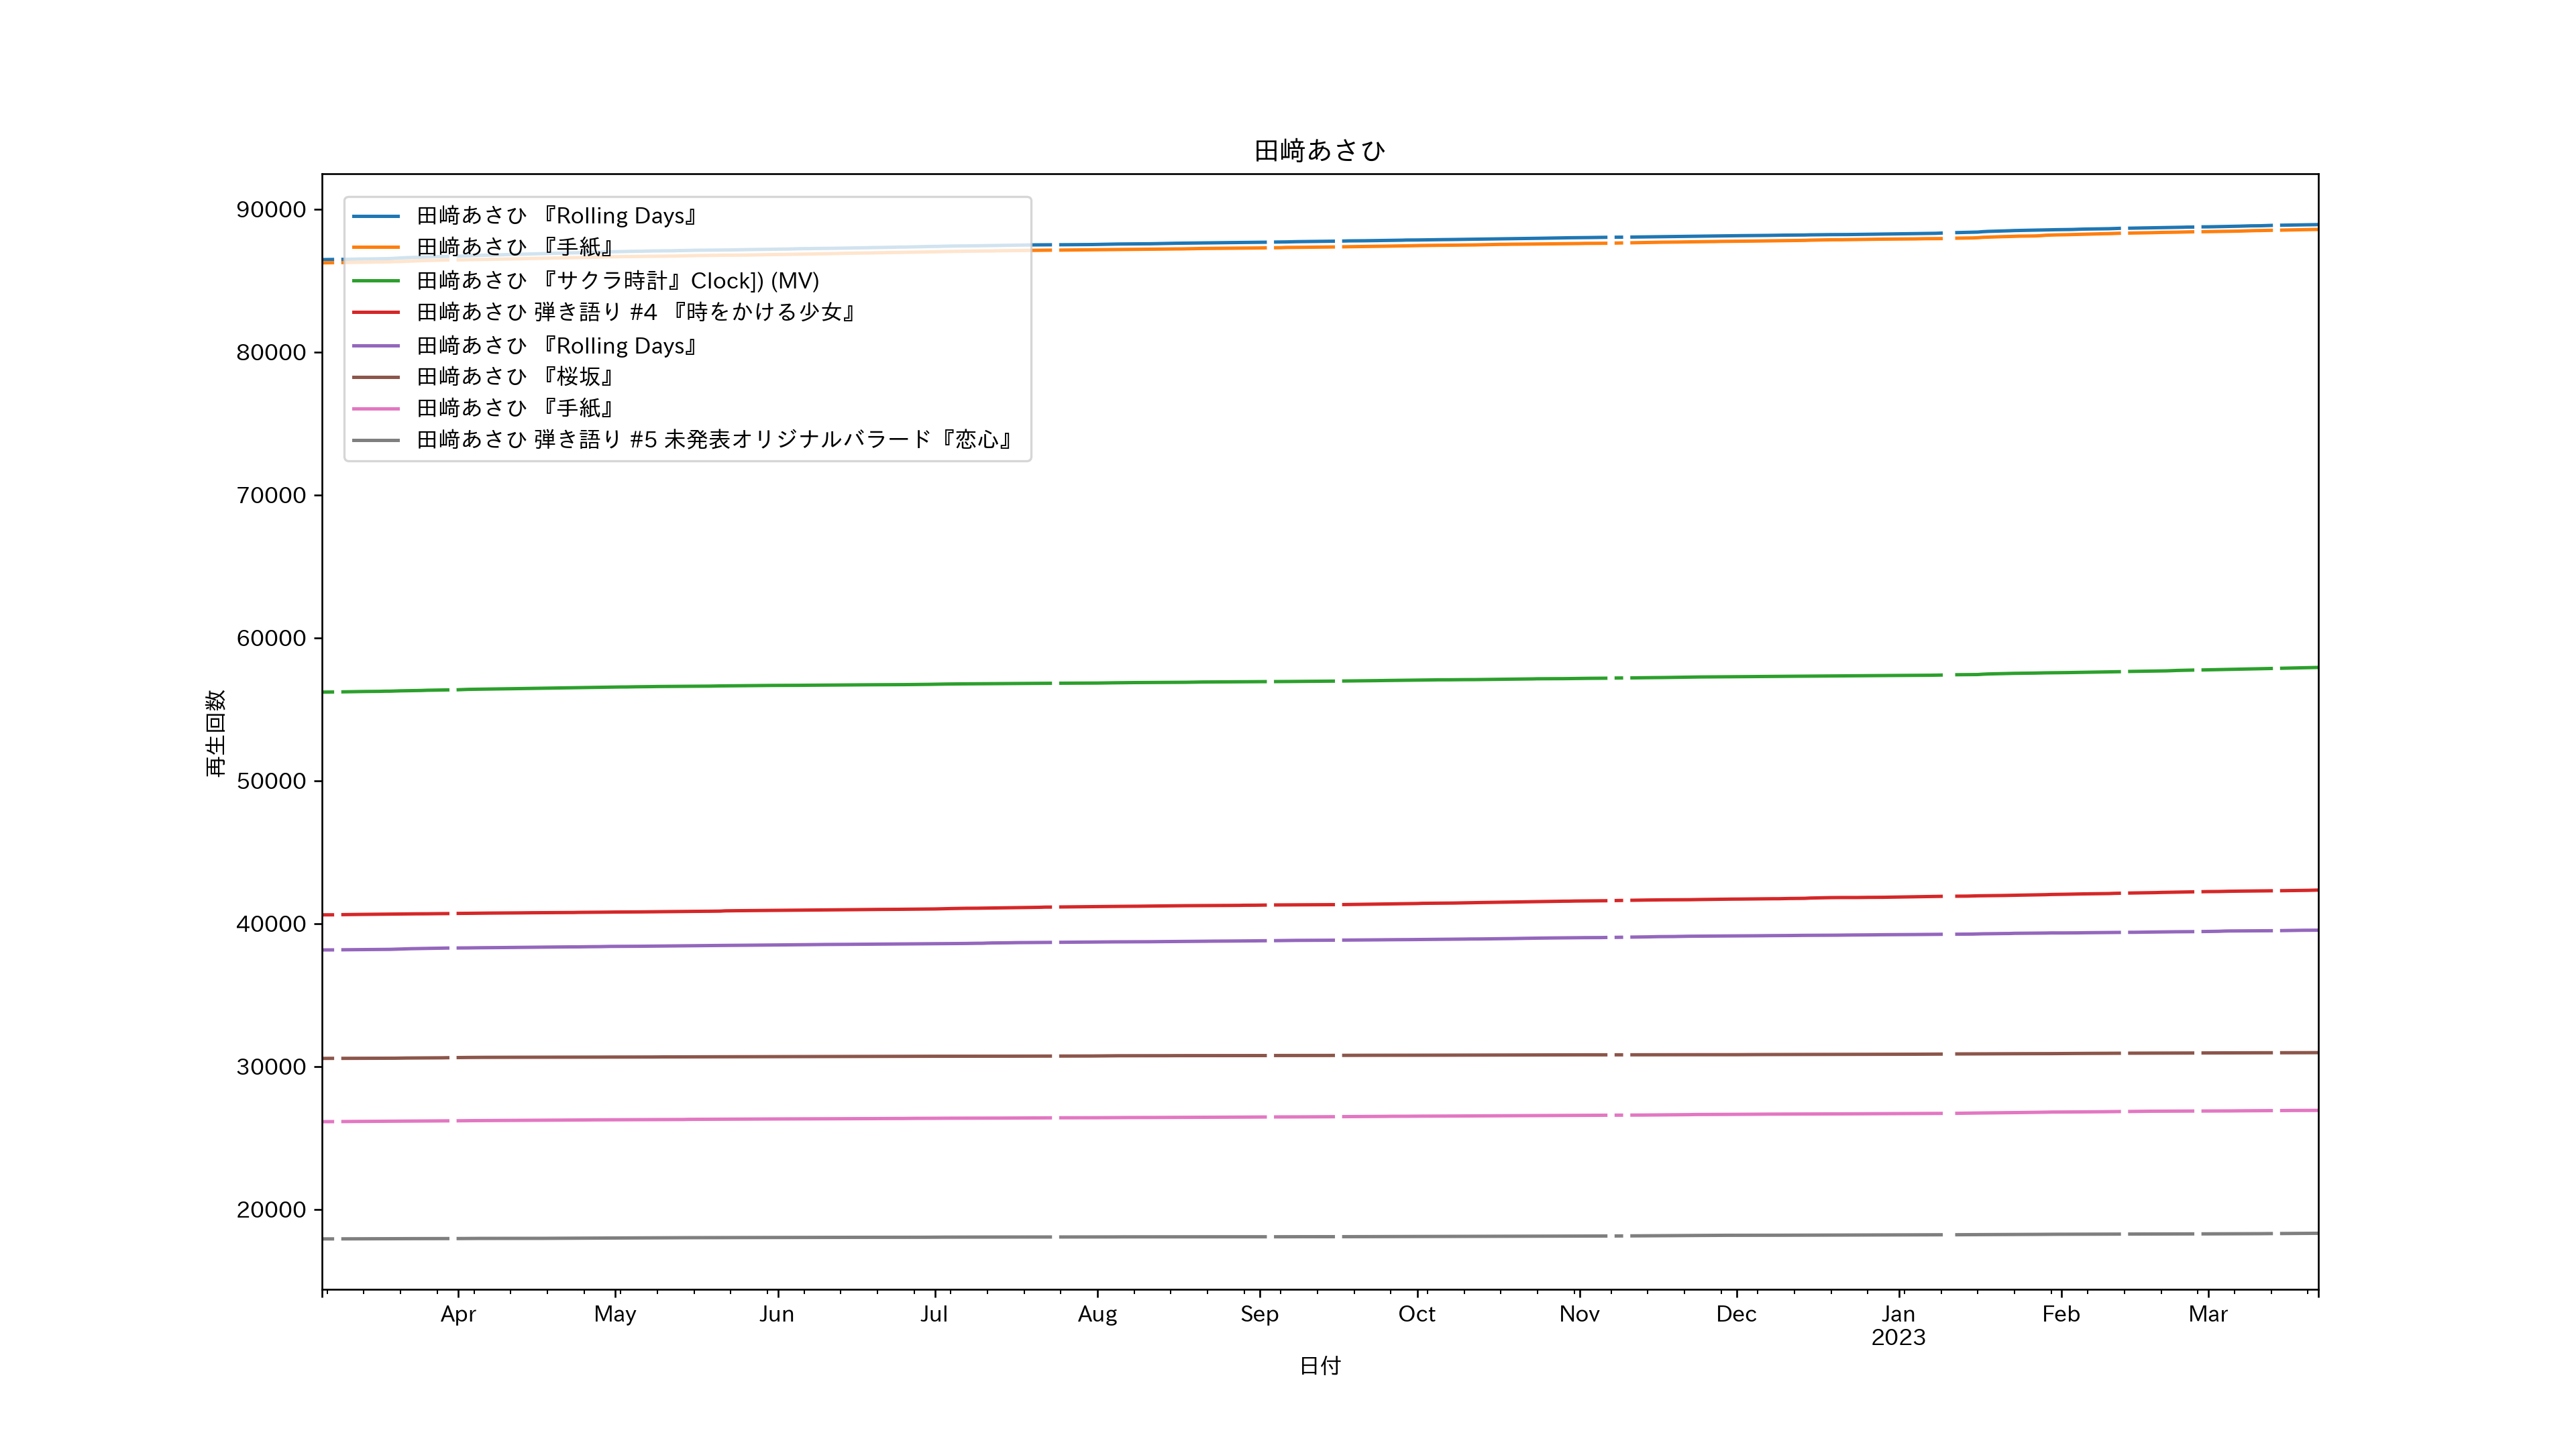 田﨑あさひ
90000
80000
70000
60000
50000
40000
30000
20000
再生回数
田﨑あさひ 『Rolling Days』
田﨑あさひ 『手紙』
田﨑あさひ 『サクラ時計』Clock]) (MV)
田﨑あさひ 弾き語り #4 『時をかける少女』
田﨑あさひ 『Rolling Days』
田﨑あさひ 『桜坂』
田﨑あさひ 『手紙』
田﨑あさひ 弾き語り #5 未発表オリジナルバラード『恋心』
Apr May Jun Jul Aug Sep Oct Nov Dec Jan Feb Mar
2023
日付